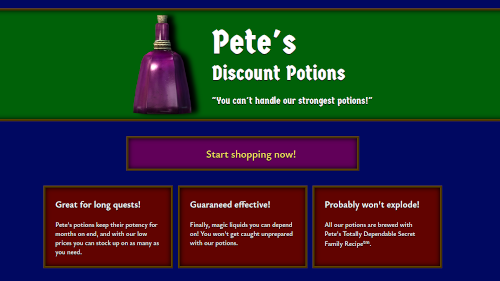 Pete's
Discount Potions
"You can't handle our strongest potions!"
Start shopping now!
Great for long quests!
Pete's potions keep their potency for
months on end, and with our low
prices you can stock up on as many as
you need.
Guaraneed effective!
Finally, magic liquids you can depend
on! You won't get caught unprepared
with our potions.
Probably won't explode!
All our potions are brewed with
Pete's Totally Dependable Secret
Family Recipe™.